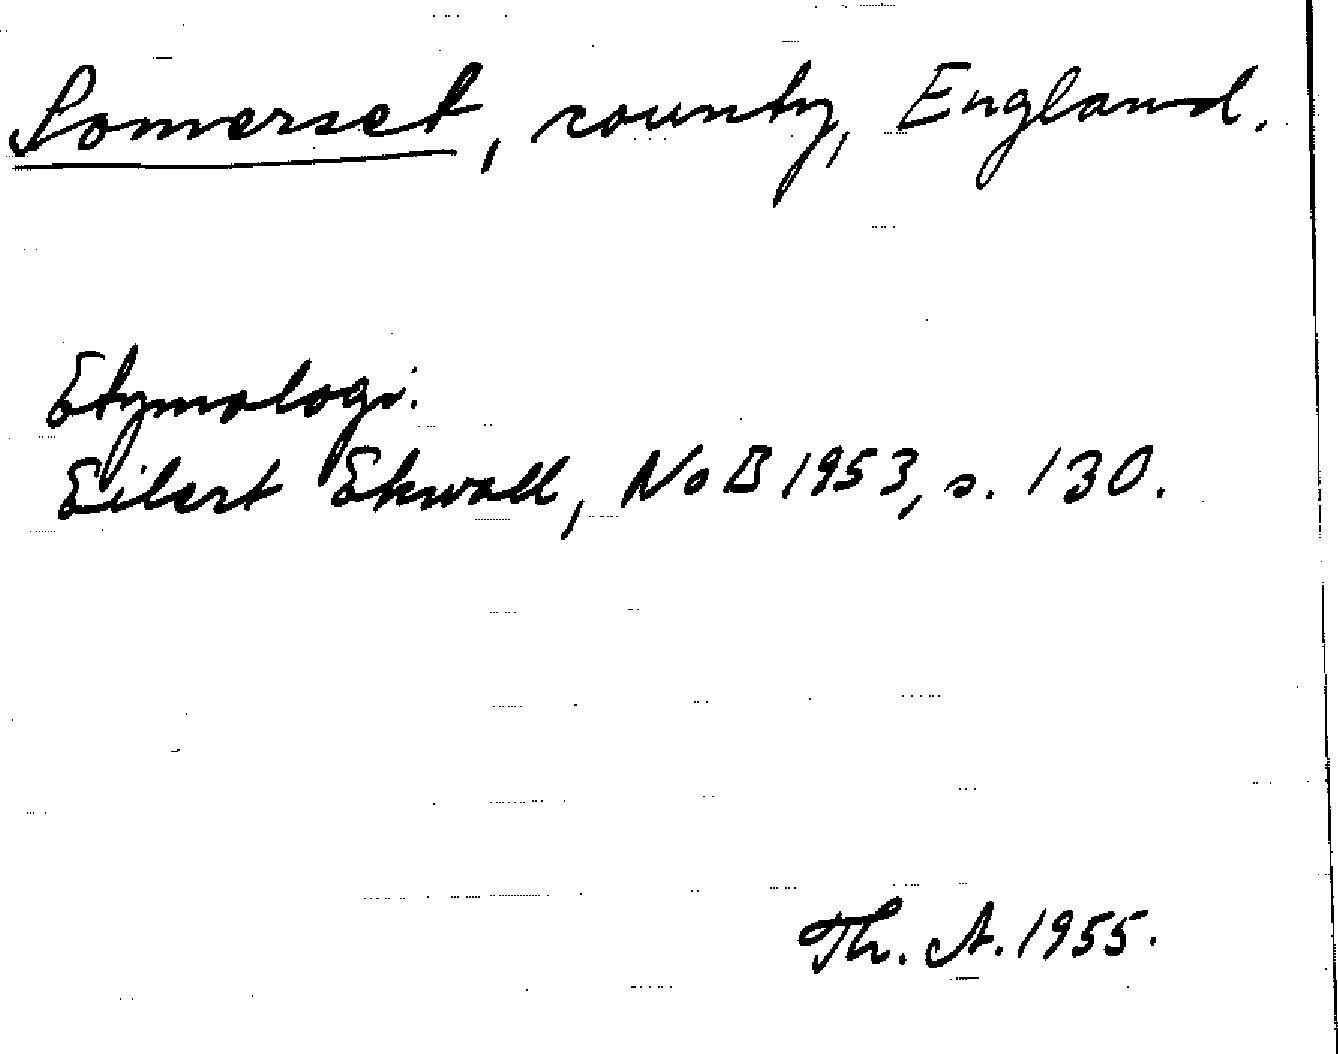 Somerset, county, England.
Etymologi:
Eilert Ekwall, NoB 1953, s. 130.
Th. A. 1955.